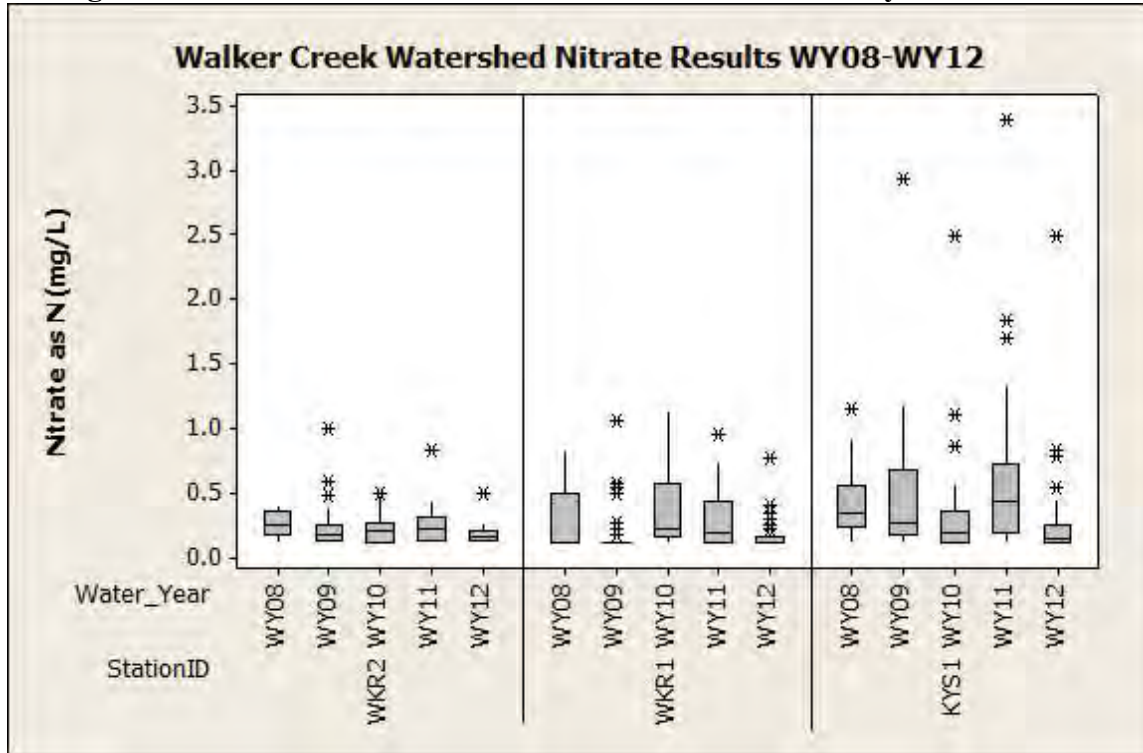 Walker Creek Watershed Nitrate Results WY08-WY12
Nitrate as N (mg/L)
3.5
3.0
2.5
2.0
1.5
1.0
0.5
0.0
Water_Year
WY08 WY09 WY10 WY11 WY12 WY08 WY09 WY10 WY11 WY12 WY08 WY09 WY10 WY11 WY12
StationID
WKR2 WKR1 KYS1